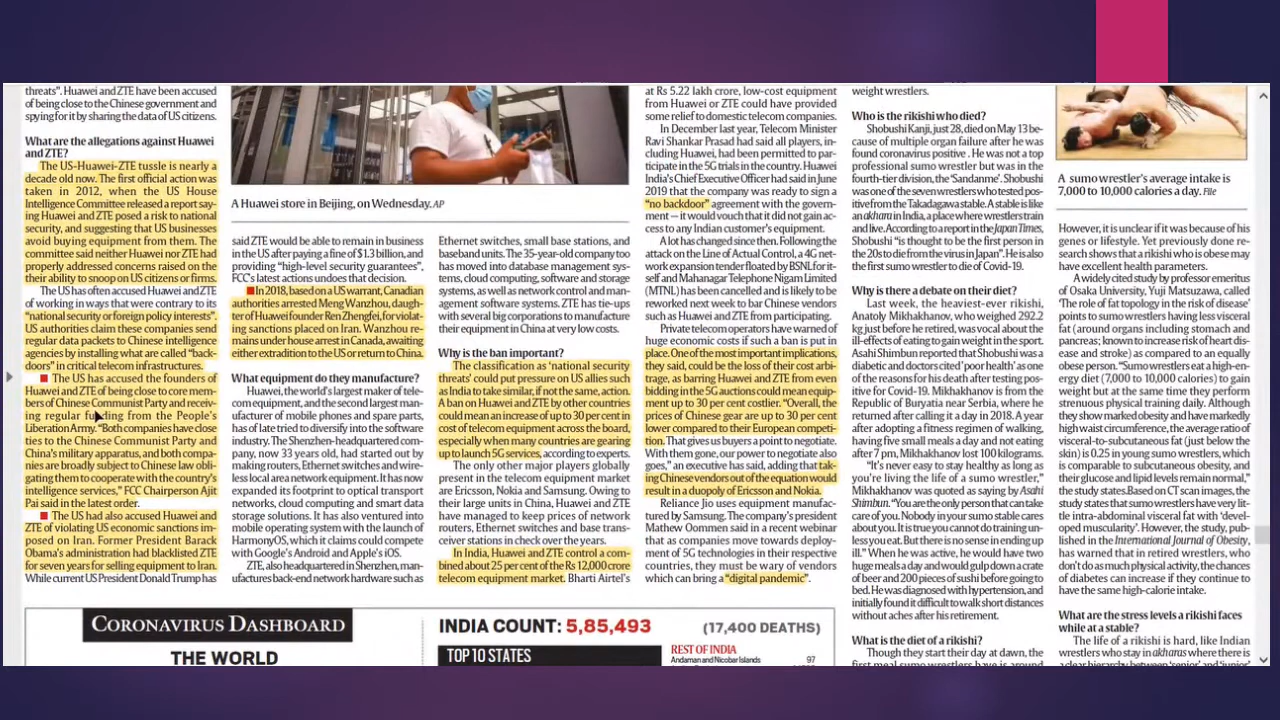 threats". Huawei and ZTE have been accused
of being close to the Chinese government and
spying for it by sharing the data of US citizens.
What are the allegations against Huawei
and ZTE?
The US-Huawei-ZTE tussle is nearly a
decade old now. The first official action was
taken in 2012, when the US House
Intelligence Committee released a report say-
ing Huawei and ZTE posed a risk to national
security, and suggesting that US businesses
avoid buying equipment from them. The
committee said neither Huawei nor ZTE had
properly addressed concerns raised on the
their ability to snoop on US citizens or firms.
The US has often accused Huawei and ZTE
of working in ways that were contrary to its
"national security or foreign policy interests".
US authorities claim these companies send
regular data packets to Chinese intelligence
agencies by installing what are called "back-
doors" in critical telecom infrastructures.
The US has accused the founders of
Huawei and ZTE of being close to core mem-
bers of Chinese Communist Party and receiv-
ing regular funding from the People's
Liberation Army. "Both companies have close
ties to the Chinese Communist Party and
China's military apparatus, and both compa-
nies are broadly subject to Chinese law obli-
gating them to cooperate with the country's
intelligence services," FCC Chairperson Ajit
Pai said in the latest order.
The US had also accused Huawei and
ZTE of violating US economic sanctions im-
posed on Iran. Former President Barack
Obama's administration had blacklisted ZTE
for seven years for selling equipment to Iran.
While current US President Donald Trump has
A Huawei store in Beijing, on Wednesday. AP
said ZTE would be able to remain in business
in the US after paying a fine of $1.3 billion, and
providing "high-level security guarantees",
FCC's latest actions undoes that decision.
In 2018, based on a US warrant, Canadian
authorities arrested Meng Wanzhou, daugh-
ter of Huawei founder Ren Zhengfei, for violat-
ing sanctions placed on Iran. Wanzhou re-
mains under house arrest in Canada, awaiting
either extradition to the US or return to China.
What equipment do they manufacture?
Huawei, the world's largest maker of tele-
com equipment, and the second largest man-
ufacturer of mobile phones and spare parts,
has of late tried to diversify into the software
industry. The Shenzhen-headquartered com-
pany, now 33 years old, had started out by
making routers, Ethernet switches and wire-
less local area network equipment. It has now
expanded its footprint to optical transport
networks, cloud computing and smart data
storage solutions. It has also ventured into
mobile operating system with the launch of
HarmonyOS, which it claims could compete
with Google's Android and Apple's iOS.
ZTE, also headquartered in Shenzhen, man-
ufactures back-end network hardware such as
Ethernet switches, small base stations, and
baseband units. The 35-year-old company too
has moved into database management sys-
tems, cloud computing, software and storage
systems, as well as network control and man-
agement software systems. ZTE has tie-ups
with several big corporations to manufacture
their equipment in China at very low costs.
Why is the ban important?
The classification as 'national security
threats' could put pressure on US allies such
as India to take similar, if not the same, action.
A ban on Huawei and ZTE by other countries
could mean an increase of up to 30 per cent in
cost of telecom equipment across the board,
especially when many countries are gearing
up to launch 5G services, according to experts.
The only other major players globally
present in the telecom equipment market
are Ericsson, Nokia and Samsung. Owing to
their large units in China, Huawei and ZTE
have managed to keep prices of network
routers, Ethernet switches and base trans-
ceiver stations in check over the years.
In India, Huawei and ZTE control a com-
bined about 25 per cent of the Rs 12,000 crore
telecom equipment market. Bharti Airtel's
at Rs 5.22 lakh crore, low-cost equipment
from Huawei or ZTE could have provided
some relief to domestic telecom companies.
In December last year, Telecom Minister
Ravi Shankar Prasad had said all players, in-
cluding Huawei, had been permitted to par-
ticipate in the 5G trials in the country. Huawei
India's Chief Executive Officer had said in June
2019 that the company was ready to sign a
"no backdoor" agreement with the govern-
ment — it would vouch that it did not gain ac-
cess to any Indian customer's equipment.
A lot has changed since then. Following the
attack on the Line of Actual Control, a 4G net-
work expansion tender floated by BSNL for it-
self and Mahanagar Telephone Nigam Limited
(MTNL) has been cancelled and is likely to be
reworked next week to bar Chinese vendors
such as Huawei and ZTE from participating.
Private telecom operators have warned of
huge economic costs if such a ban is put in
place. One of the most important implications,
they said, could be the loss of their cost arbi-
trage, as barring Huawei and ZTE from even
bidding in the 5G auctions could mean equip-
ment up to 30 per cent costlier. "Overall, the
prices of Chinese gear are up to 30 per cent
lower compared to their European competi-
tion. That gives us buyers a point to negotiate.
With them gone, our power to negotiate also
goes," an executive has said, adding that tak-
ing Chinese vendors out of the equation would
result in a duopoly of Ericsson and Nokia.
Reliance Jio uses equipment manufac-
tured by Samsung. The company's president
Mathew Oommen said in a recent webinar
that as companies move towards deploy-
ment of 5G technologies in their respective
countries, they must be wary of vendors
which can bring a "digital pandemic".
weight wrestlers.
Who is the rikishi who died?
Shobushi Kanji, just 28, died on May 13 be-
cause of multiple organ failure after he was
found coronavirus positive . He was not a top
professional sumo wrestler but was in the
fourth-tier division, the 'Sandanme'. Shobushi
was one of the seven wrestlers who tested pos-
itive from the Takadagawa stable. A stable is like
an akhara in India, a place where wrestlers train
and live. According to a report in the Japan Times,
Shobushi "is thought to be the first person in
the 20s to die from the virus in Japan". He is also
the first sumo wrestler to die of Covid-19.
Why is there a debate on their diet?
Last week, the heaviest-ever rikishi,
Anatoly Mikhakhanov, who weighed 292.2
kg just before he retired, was vocal about the
ill-effects of eating to gain weight in the sport.
Asahi Shimbun reported that Shobushi was a
diabetic and doctors cited 'poor health' as one
of the reasons for his death after testing pos-
itive for Covid-19. Mikhakhanov is from the
Republic of Buryatia near Serbia, where he
returned after calling it a day in 2018. A year
after adopting a fitness regimen of walking,
having five small meals a day and not eating
after 7 pm, Mikhakhanov lost 100 kilograms.
"It's never easy to stay healthy as long as
you're living the life of a sumo wrestler,"
Mikhakhanov was quoted as saying by Asahi
Shimbun. "You are the only person that can take
care of you. Nobody in your sumo stable cares
about you. It is true you cannot do training un-
less you eat. But there is no sense in ending up
ill." When he was active, he would have two
huge meals a day and would gulp down a crate
of beer and 200 pieces of sushi before going to
bed. He was diagnosed with hypertension, and
initially found it difficult to walk short distances
without aches after his retirement.
What is the diet of a rikishi?
Though they start their day at dawn, the
first meal sumo wrestlers have is around
A sumo wrestler's average intake is
7,000 to 10,000 calories a day. File
However, it is unclear if it was because of his
genes or lifestyle. Yet previously done re-
search shows that a rikishi who is obese may
have excellent health parameters.
A widely cited study by professor emeritus
of Osaka University, Yuji Matsuzawa, called
'The role of fat topology in the risk of disease'
points to sumo wrestlers having less visceral
fat (around organs including stomach and
pancreas; known to increase risk of heart dis-
ease and stroke) as compared to an equally
obese person. "Sumo wrestlers eat a high-en-
ergy diet (7,000 to 10,000 calories) to gain
weight but at the same time they perform
strenuous physical training daily. Although
they show marked obesity and have markedly
high waist circumference, the average ratio of
visceral-to-subcutaneous fat (just below the
skin) is 0.25 in young sumo wrestlers, which
is comparable to subcutaneous obesity, and
their glucose and lipid levels remain normal,"
the study states.Based on CT scan images, the
study states that sumo wrestlers have very lit-
tle intra-abdominal visceral fat with 'devel-
oped muscularity'. However, the study, pub-
lished in the International Journal of Obesity,
has warned that in retired wrestlers, who
don't do as much physical activity, the chances
of diabetes can increase if they continue to
have the same high-calorie intake.
What are the stress levels a rikishi faces
while at a stable?
The life of a rikishi is hard, like Indian
wrestlers who stay in akharas where there is
a clear hierarchy between 'senior' and 'junior'
CORONAVIRUS DASHBOARD
THE WORLD
INDIA COUNT: 5,85,493 (17,400 DEATHS)
TOP 10 STATES
REST OF INDIA
Andaman and Nicobar Islands 97